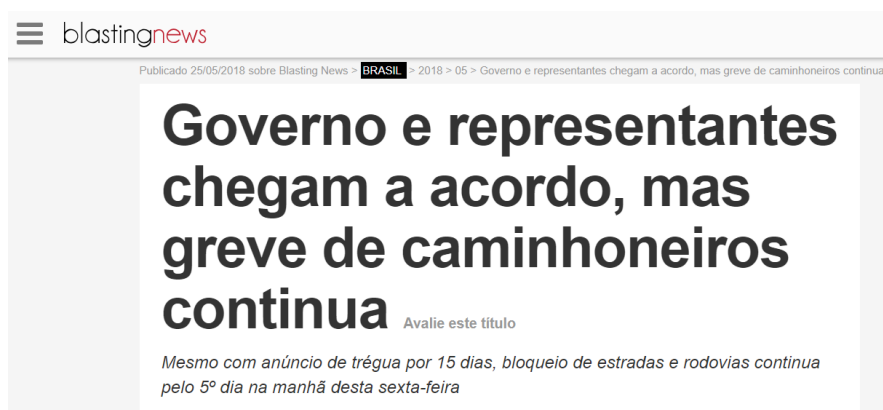 blastingnews
Publicado 25/05/2018 sobre Blasting News > BRASIL > 2018 > 05 > Governo e representantes chegam a acordo, mas greve de caminhoneiros continua
Governo e representantes
chegam a acordo, mas
greve de caminhoneiros
continua Avalie este título
Mesmo com anúncio de trégua por 15 dias, bloqueio de estradas e rodovias continua
pelo 5º dia na manhã desta sexta-feira